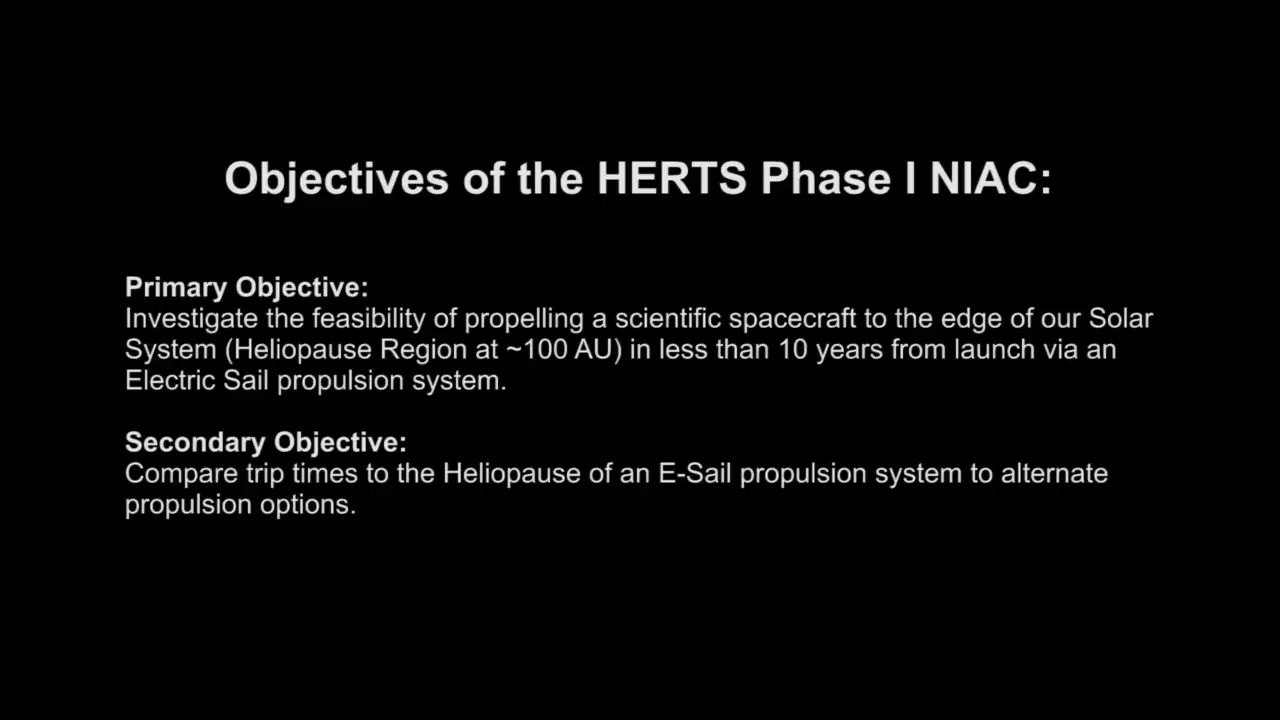 Objectives of the HERTS Phase I NIAC:
Primary Objective:
Investigate the feasibility of propelling a scientific spacecraft to the edge of our Solar
System (Heliopause Region at ~100 AU) in less than 10 years from launch via an
Electric Sail propulsion system.
Secondary Objective:
Compare trip times to the Heliopause of an E-Sail propulsion system to alternate
propulsion options.